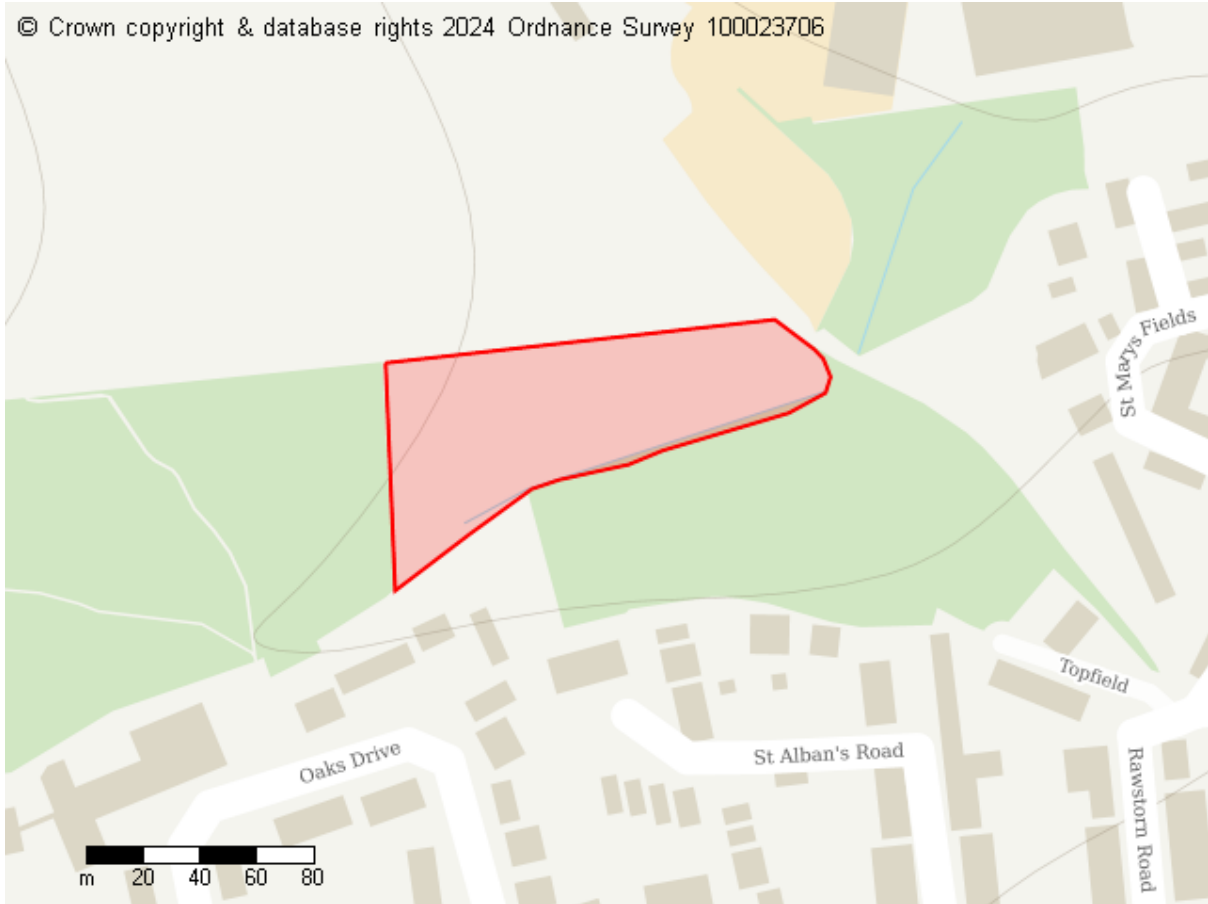 © Crown copyright & database rights 2024 Ordnance Survey 100023706
St Marys Fields
Topfield
Oaks Drive
St Alban's Road
Rawstorn Road
m 20 40 60 80